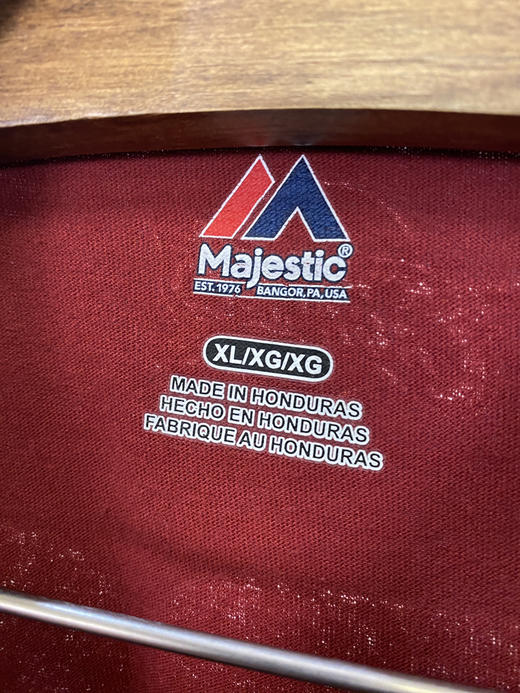 Majestic®
EST. 1976 BANGOR, PA, USA
XL/XG/XG
MADE IN HONDURAS
HECHO EN HONDURAS
FABRIQUE AU HONDURAS